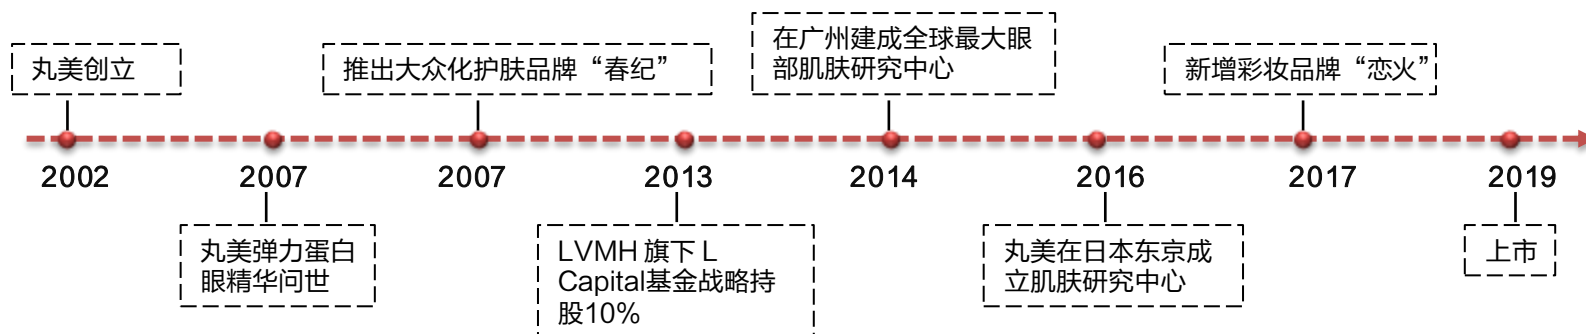 丸美创立
推出大众化护肤品牌“春纪”
在广州建成全球最大眼
部肌肤研究中心
新增彩妆品牌“恋火”
2002
2007
2007
2013
2014
2016
2017
2019
丸美弹力蛋白
眼精华问世
LVMH 旗下 L
Capital基金战略持
股10%
丸美在日本东京成
立肌肤研究中心
上市